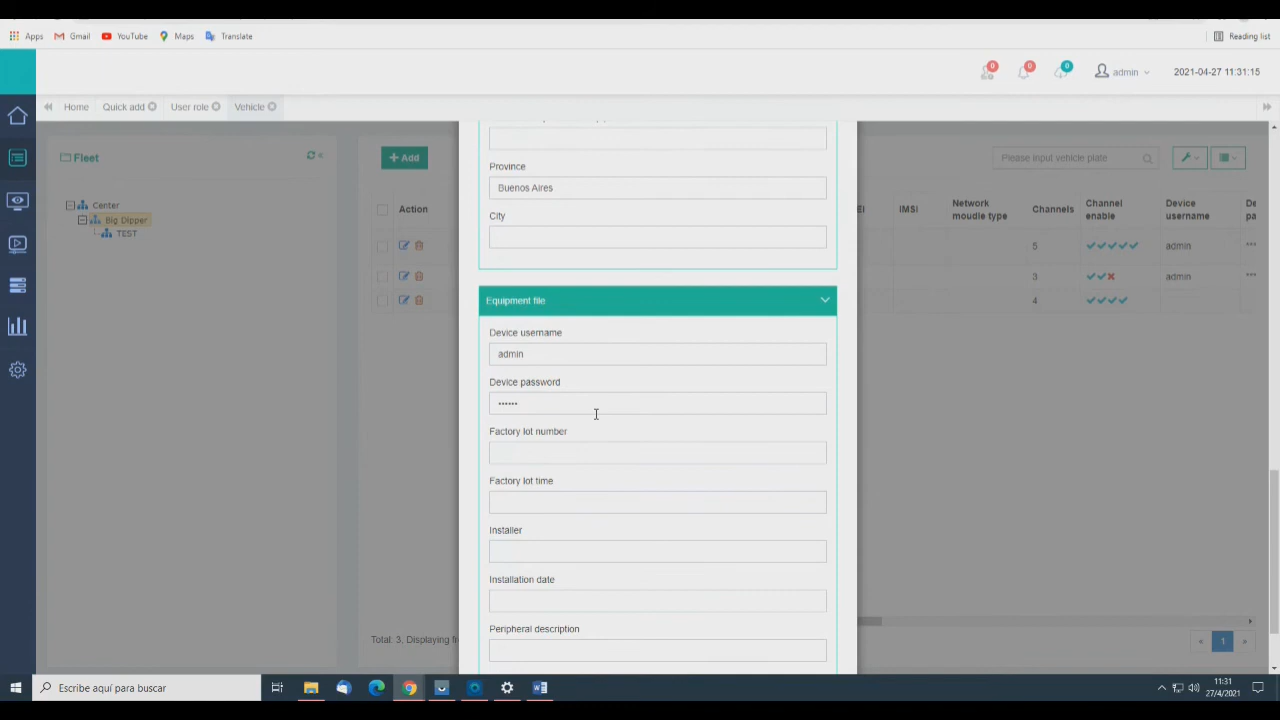 Apps Gmail YouTube Maps Translate Reading list
0 0 0 admin 2021-04-27 11:31:15
Home Quick add User role Vehicle
Fleet
Center
Big Dipper
TEST
+ Add
Please input vehicle plate
Action
IMSI
Network moudle type
Channels
Channel enable
Device username
5 admin •••
3 admin •••
4
Total: 3, Displaying
1
Province
Buenos Aires
City
Equipment file
Device username
admin
Device password
••••••
Factory lot number
Factory lot time
Installer
Installation date
Peripheral description
Escribe aquí para buscar
11:31
27/4/2021